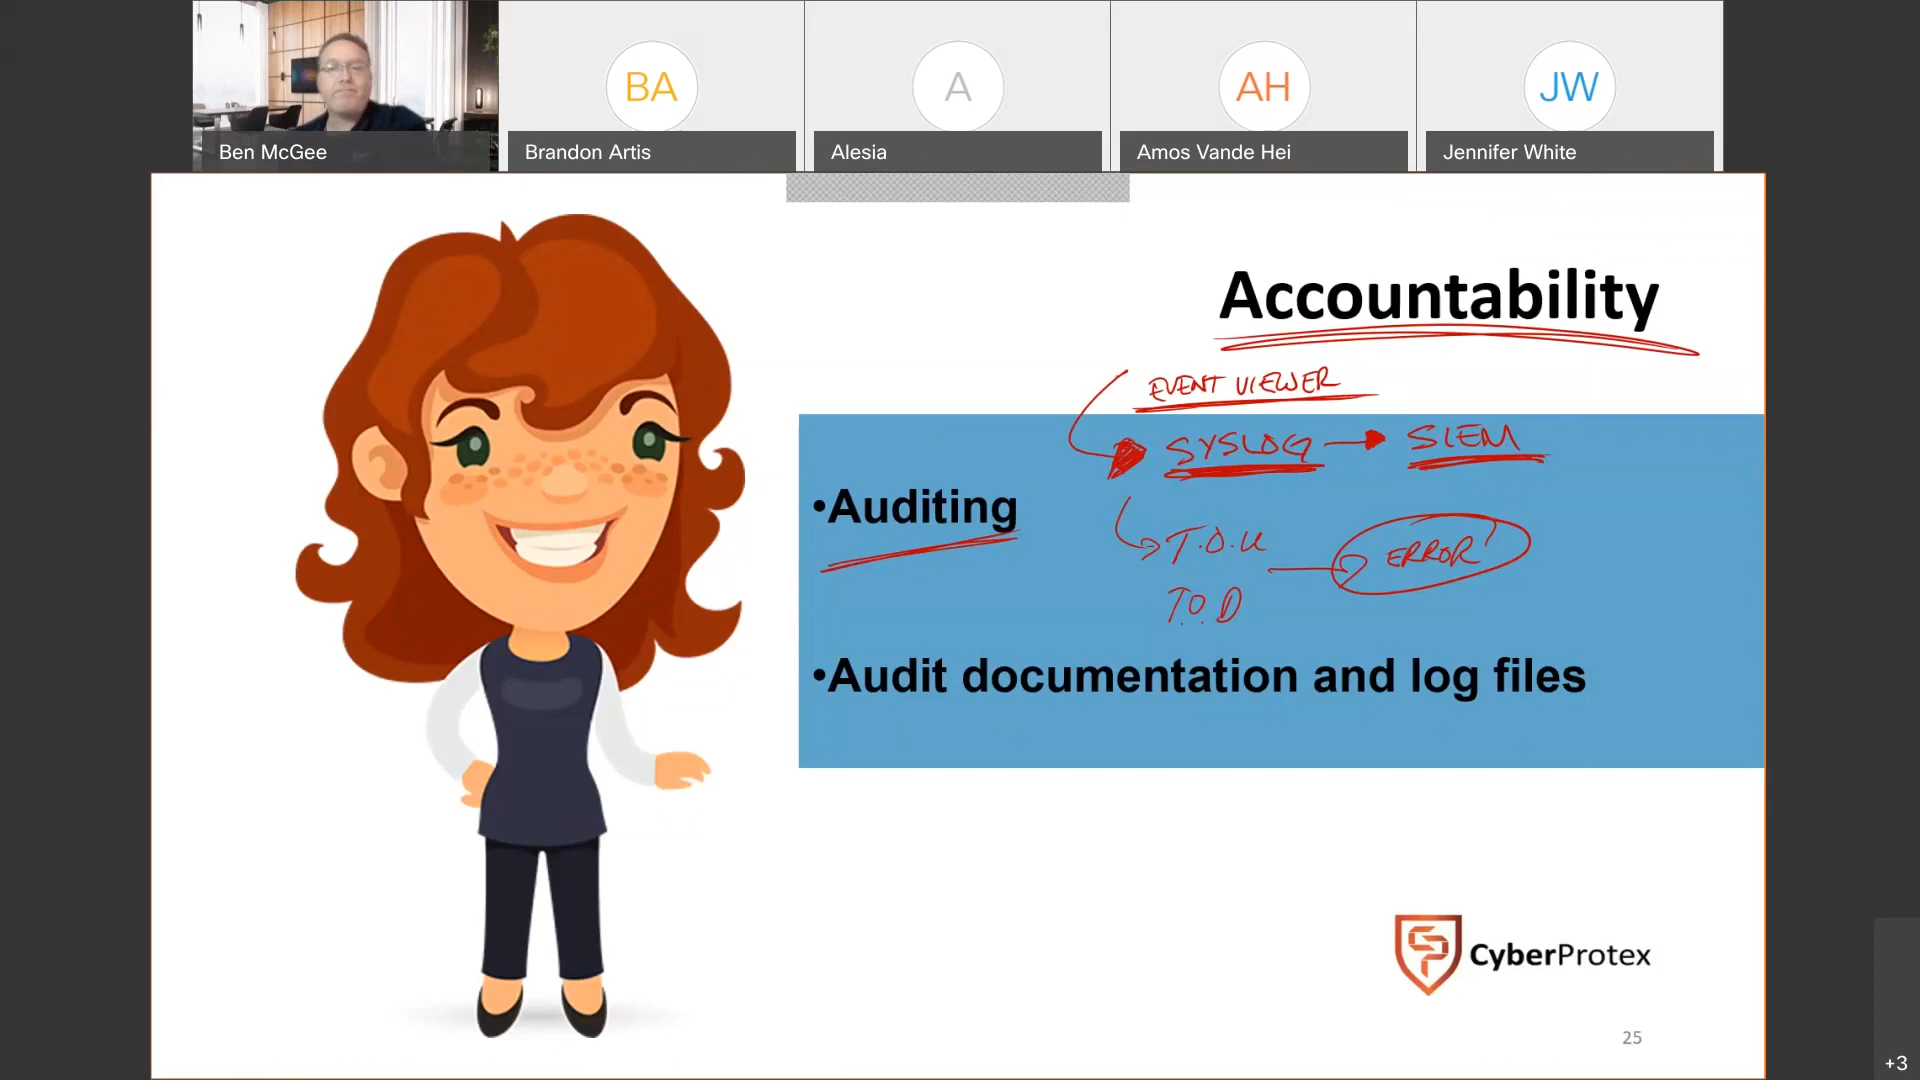 BA
A
AH
JW
Ben McGee
Brandon Artis
Alesia
Amos Vande Hei
Jennifer White
Accountability
EVENT VIEWER
SYSLOG → SIEM
•Auditing
T.O.U
ERROR
T.O.D
•Audit documentation and log files
CyberProtex
25
+3